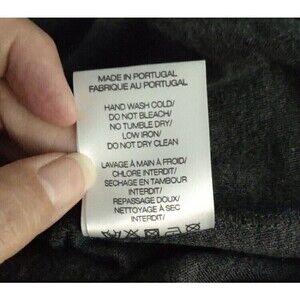 MADE IN PORTUGAL
FABRIQUE AU PORTUGAL
HAND WASH COLD/
DO NOT BLEACH/
NO TUMBLE DRY/
LOW IRON/
DO NOT DRY CLEAN
LAVAGE À MAIN À FROID/
CHLORE INTERDIT/
SECHAGE EN TAMBOUR
INTERDIT/
REPASSAGE DOUX/
NETTOYAGE À SEC
INTERDIT/